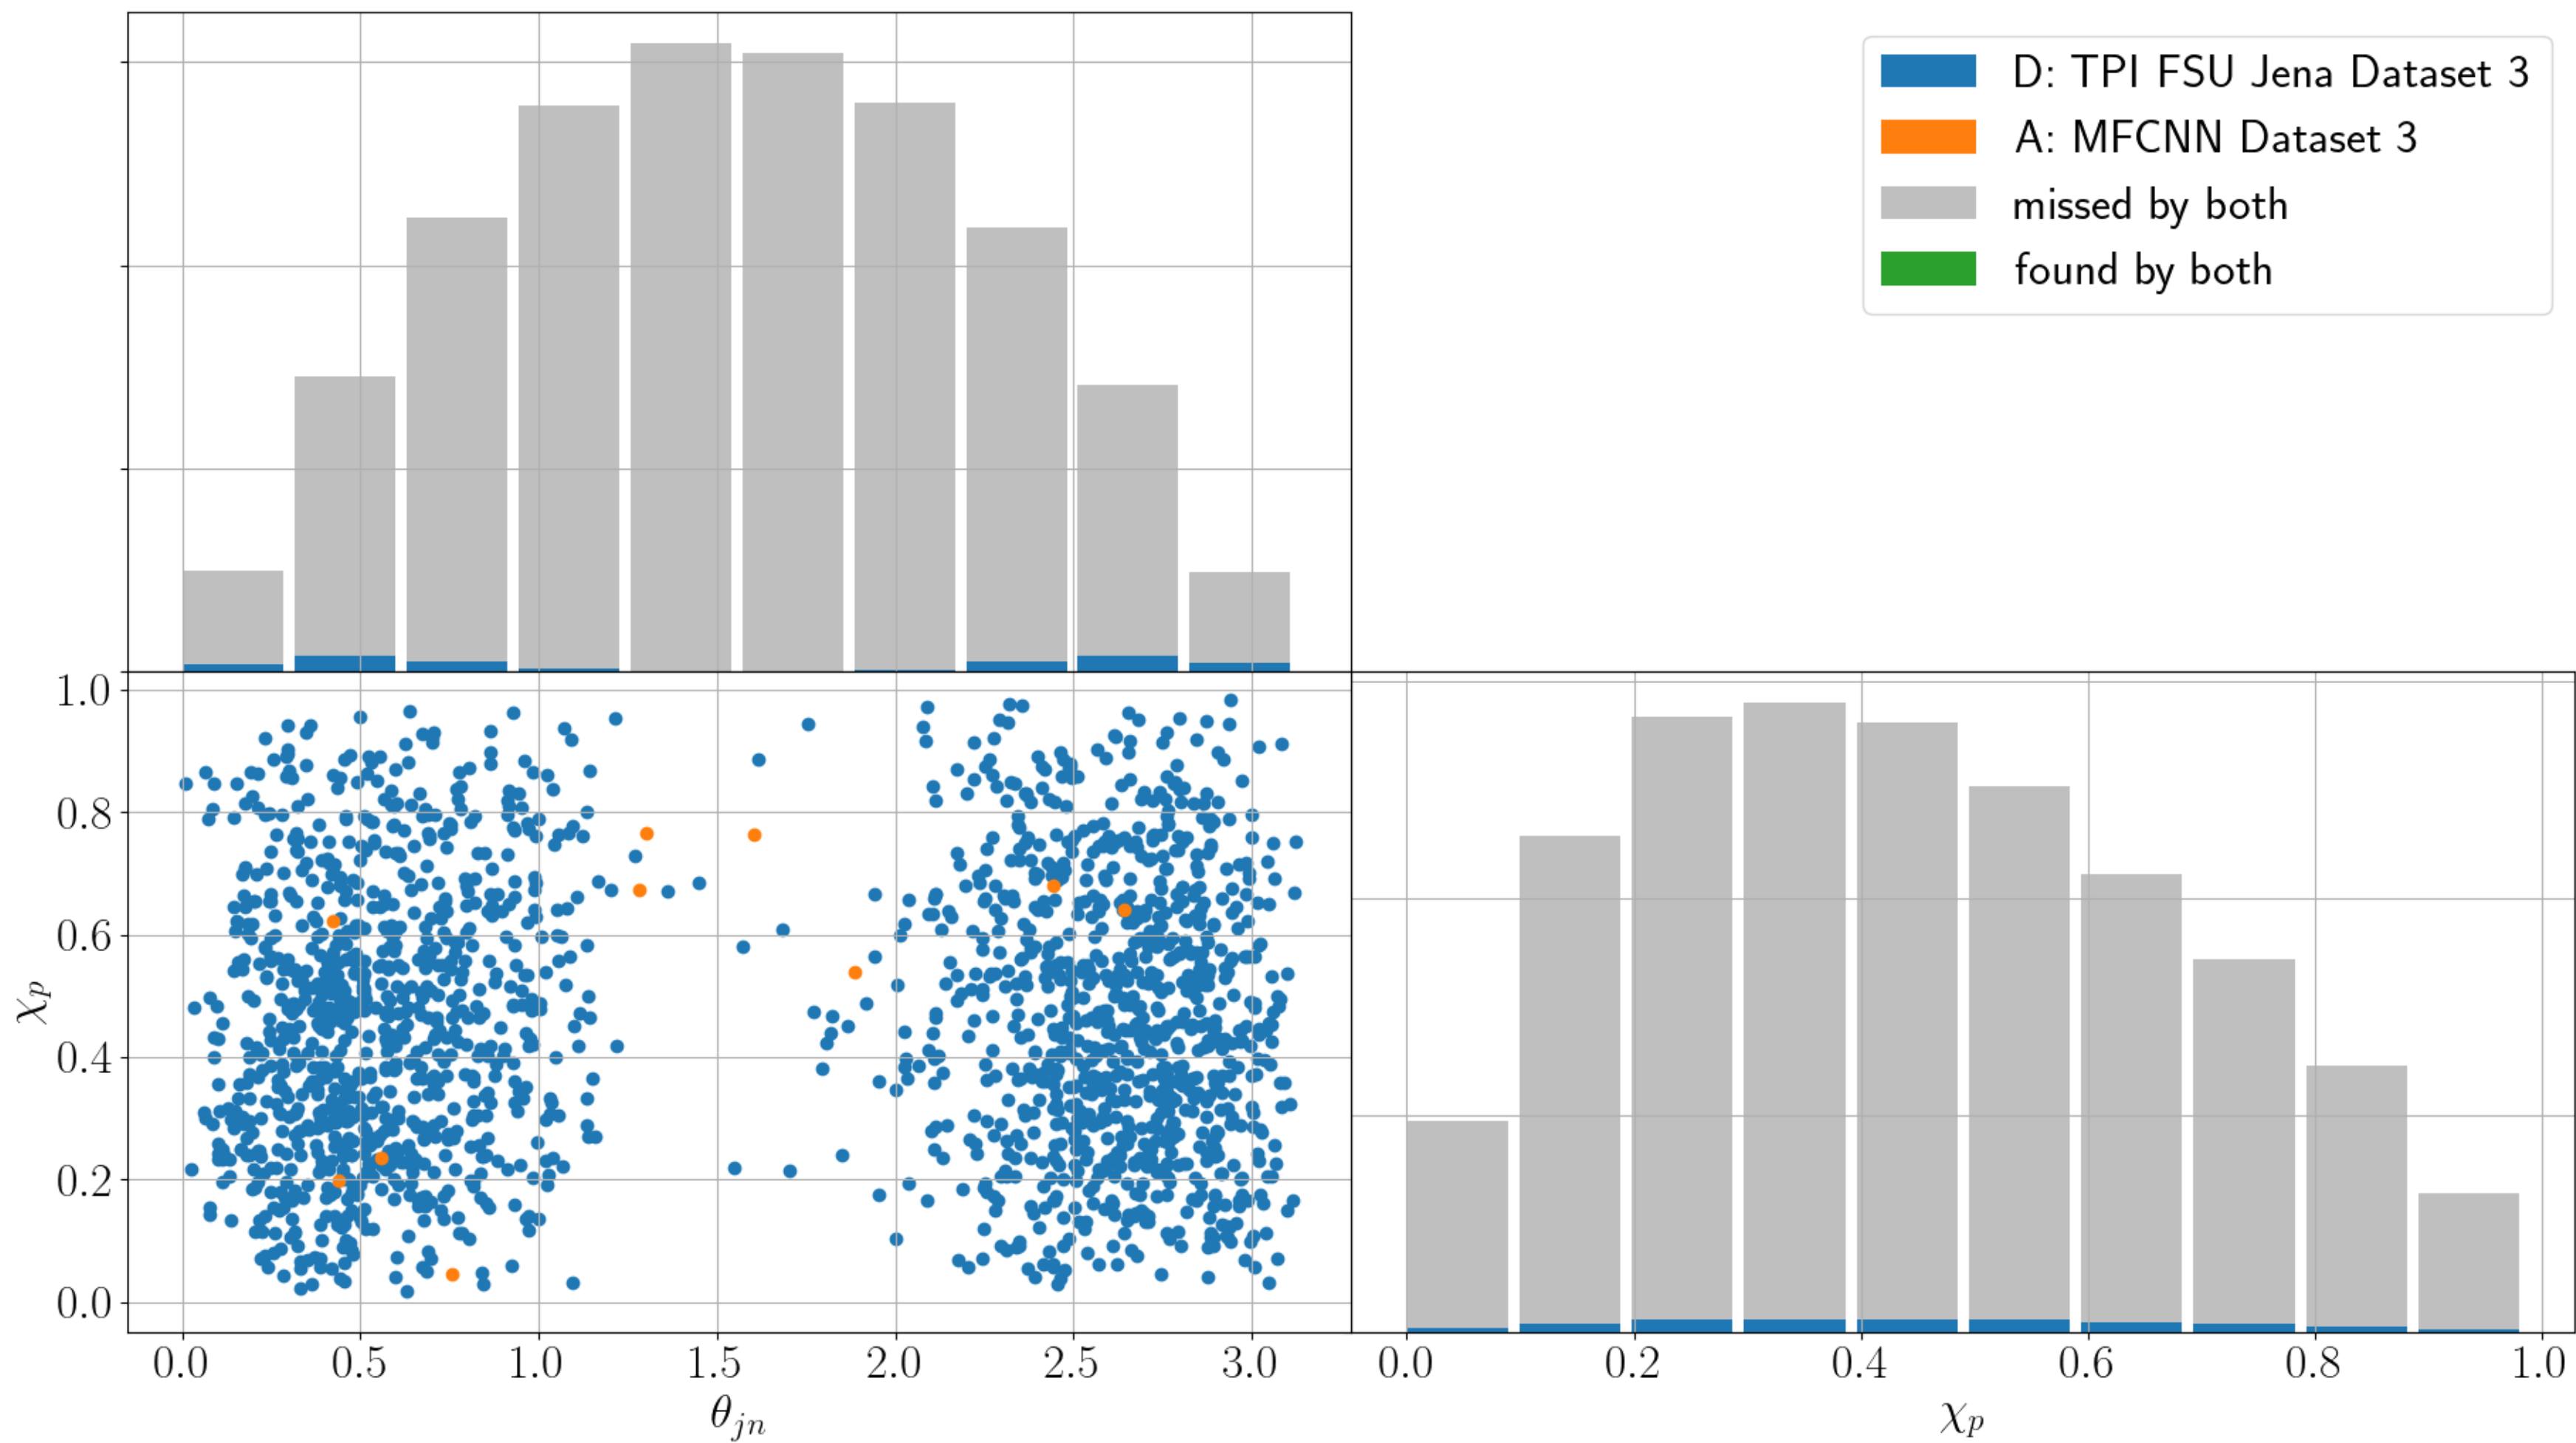 D: TPI FSU Jena Dataset 3
A: MFCNN Dataset 3
missed by both
found by both
1.0
0.8
0.6
0.4
0.2
0.0
χp
0.0 0.5 1.0 1.5 2.0 2.5 3.0
θjn
0.0 0.2 0.4 0.6 0.8 1.0
χp